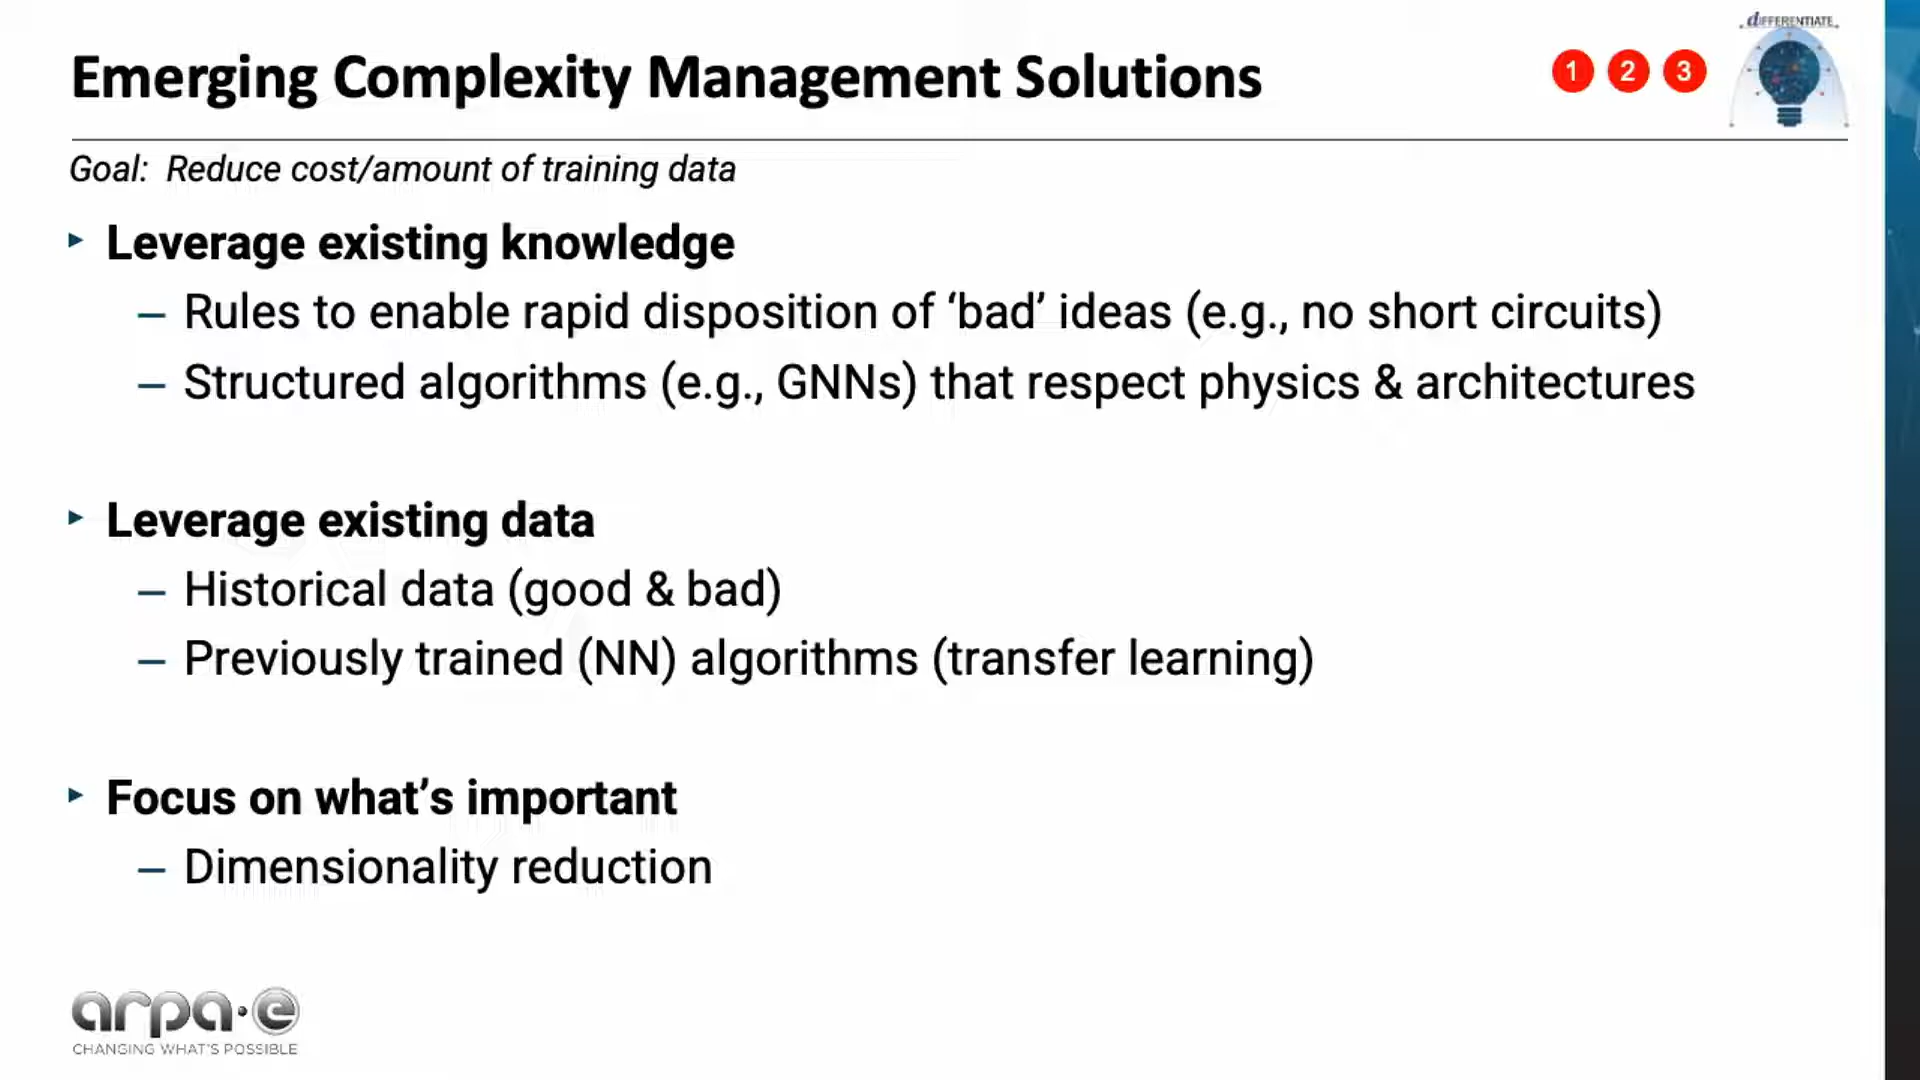 Emerging Complexity Management Solutions
1 2 3
dIFFERENTIATE
Goal: Reduce cost/amount of training data
‣ Leverage existing knowledge
– Rules to enable rapid disposition of ‘bad’ ideas (e.g., no short circuits)
– Structured algorithms (e.g., GNNs) that respect physics & architectures
‣ Leverage existing data
– Historical data (good & bad)
– Previously trained (NN) algorithms (transfer learning)
‣ Focus on what’s important
– Dimensionality reduction
arpa·e
CHANGING WHAT'S POSSIBLE